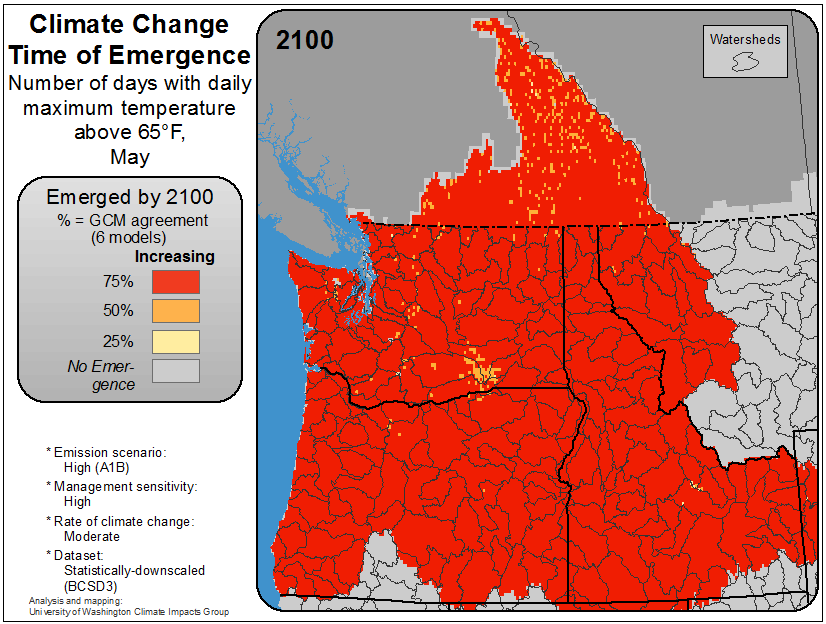 Climate Change
Time of Emergence
Number of days with daily
maximum temperature
above 65°F,
May
Emerged by 2100
% = GCM agreement
(6 models)
Increasing
75%
50%
25%
No Emer-
gence
* Emission scenario:
High (A1B)
* Management sensitivity:
High
* Rate of climate change:
Moderate
* Dataset:
Statistically-downscaled
(BCSD3)
Analysis and mapping:
University of Washington Climate Impacts Group
2100
Watersheds